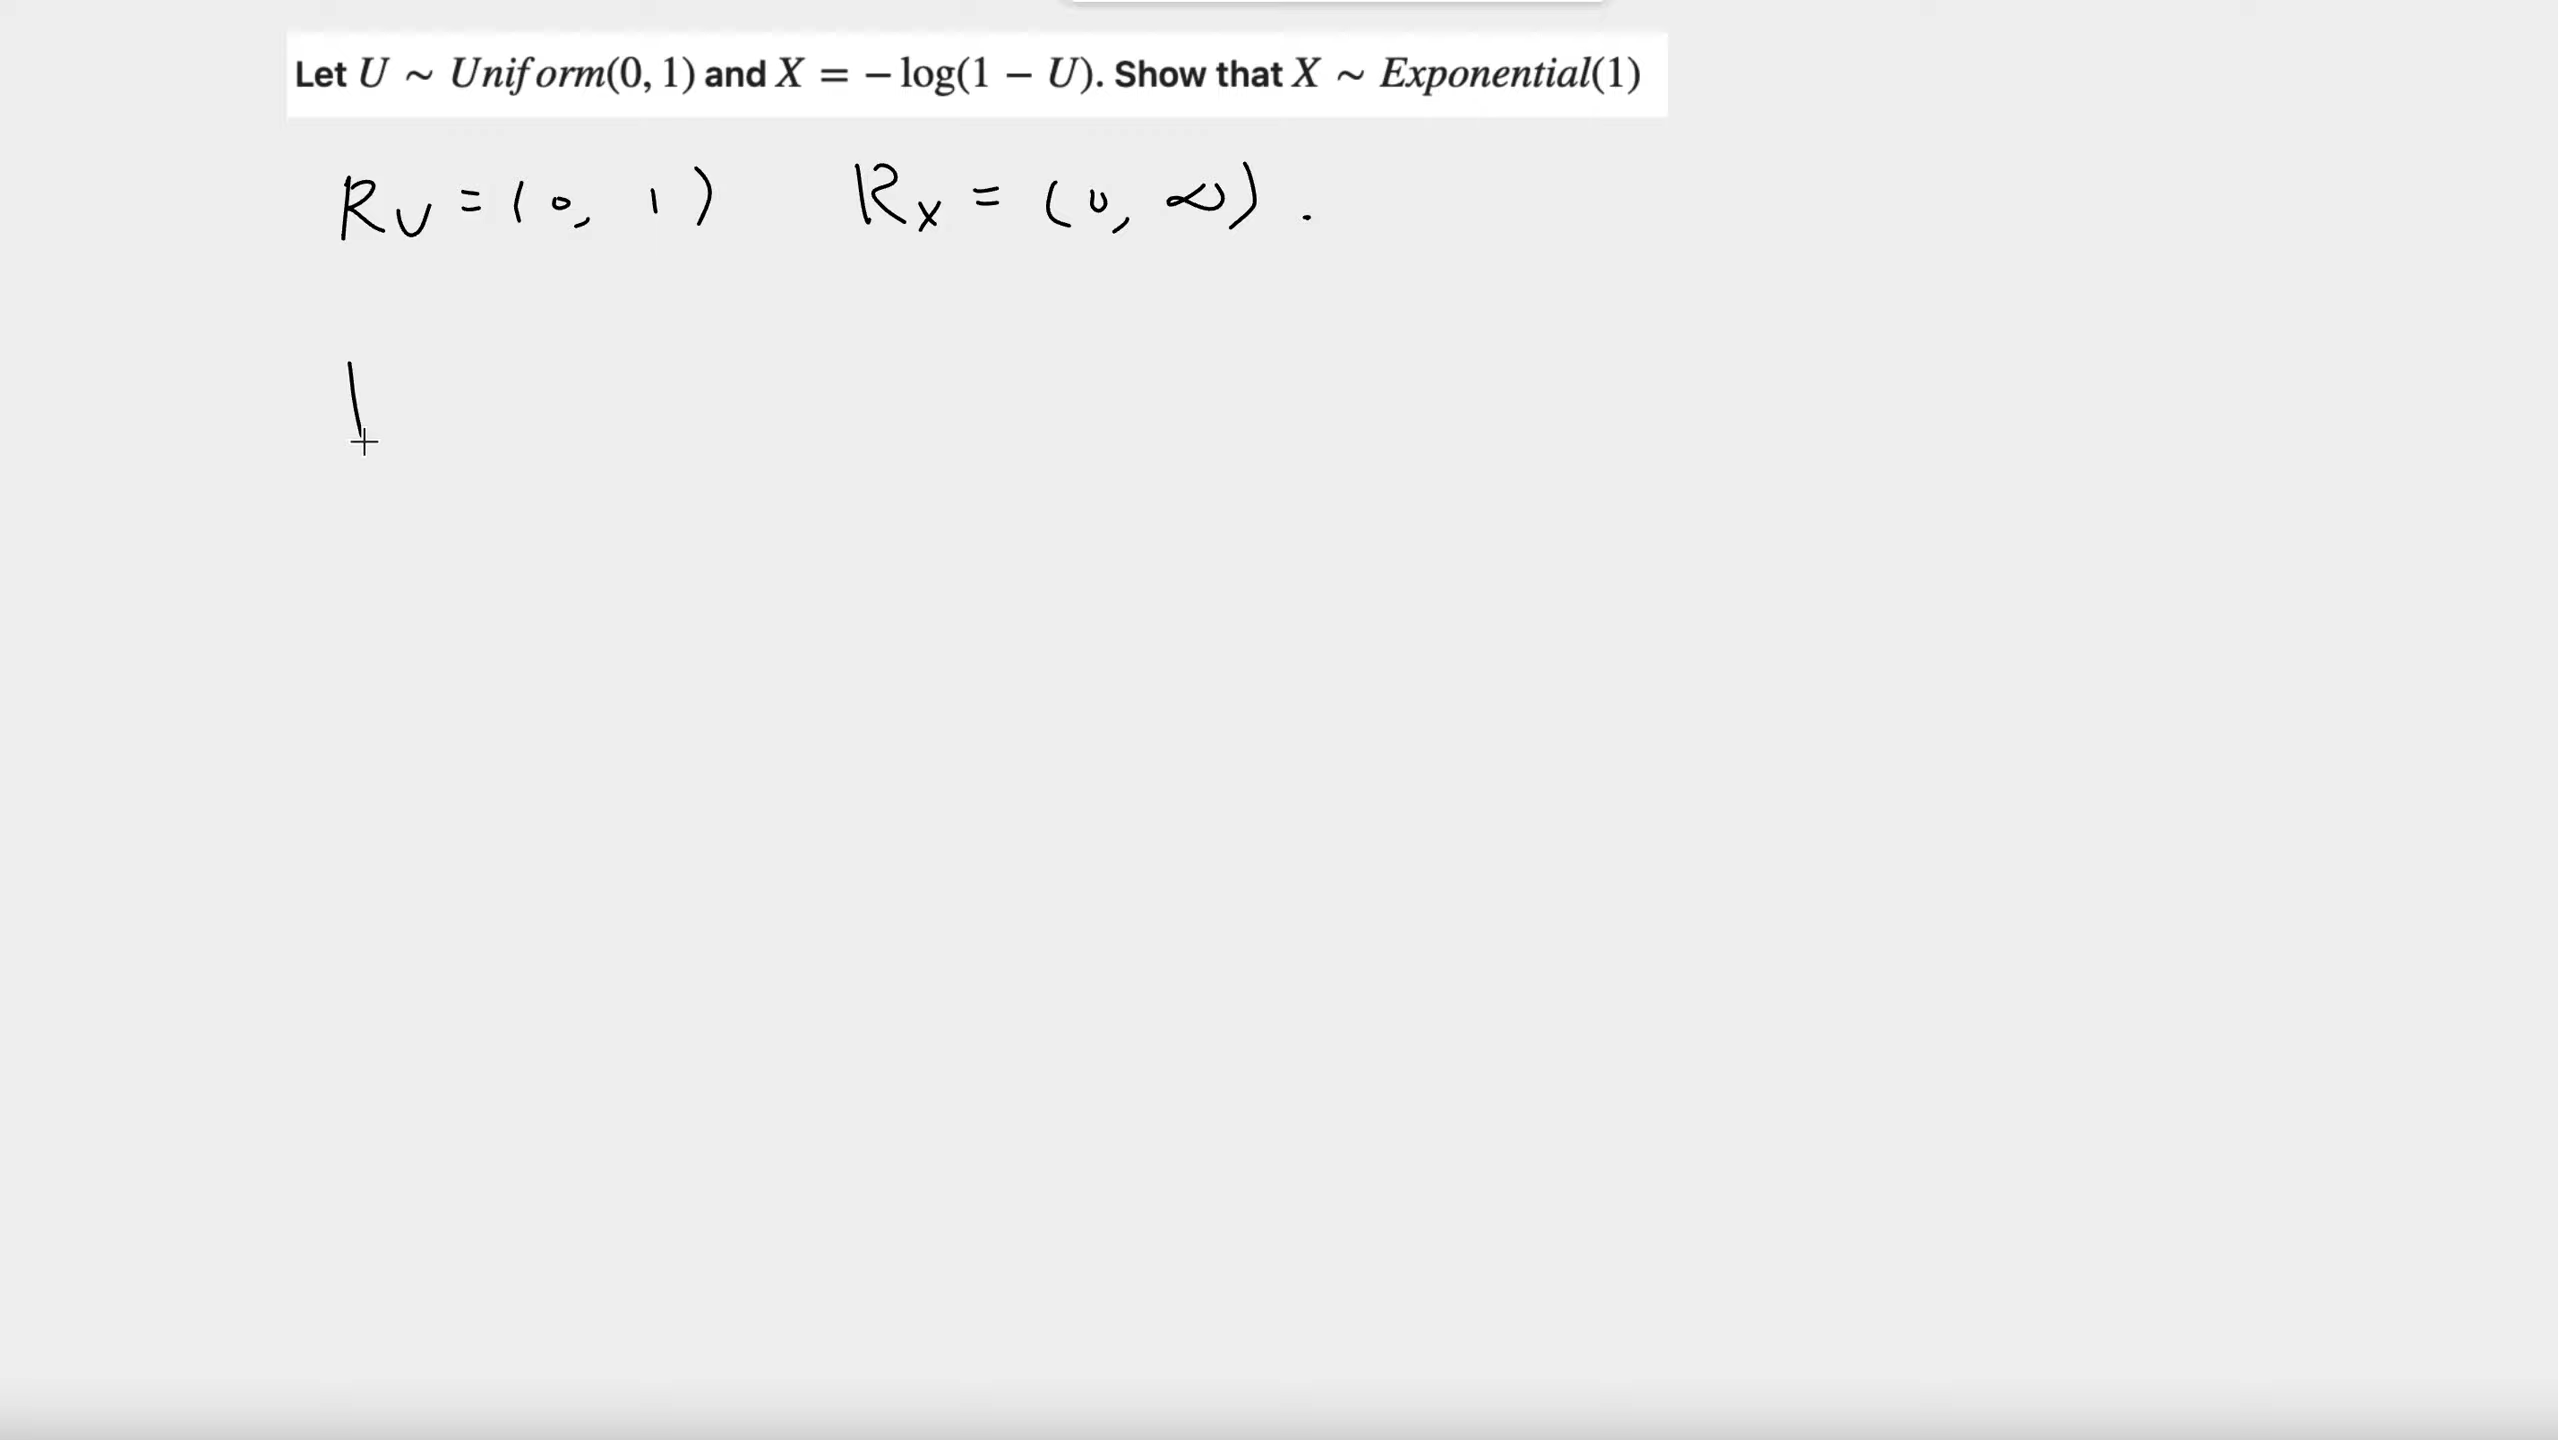 Let U ∼ Uniform(0, 1) and X = − log(1 − U). Show that X ∼ Exponential(1)
R_U = (0, 1) R_X = (0, ∞).